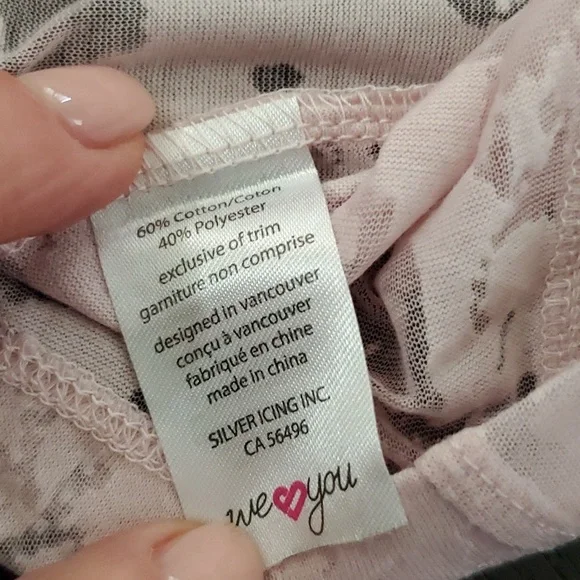 60% Cotton/Coton
40% Polyester
exclusive of trim
garniture non comprise
designed in vancouver
conçu à vancouver
fabriqué en chine
made in china
SILVER ICING INC.
CA 56496
we you